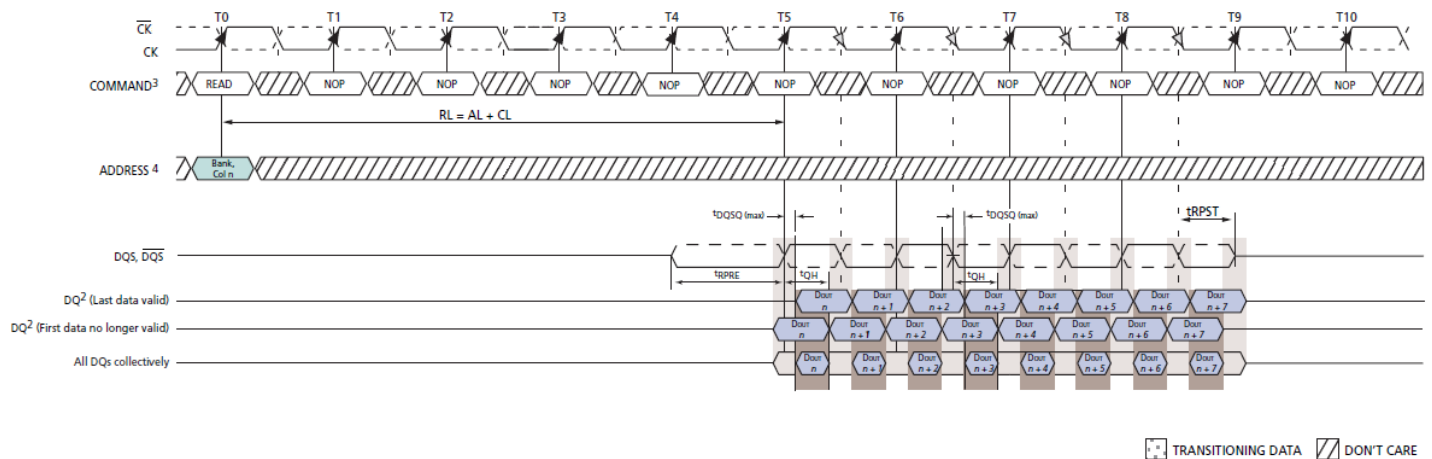 T0 T1 T2 T3 T4 T5 T6 T7 T8 T9 T10
CK
CK
COMMAND3 READ NOP NOP NOP NOP NOP NOP NOP NOP NOP NOP
RL = AL + CL
ADDRESS 4 Bank,
Col n
tDQSQ (max) tDQSQ (max) tRPST
DQS, DQS
tRPRE tQH tQH
DQ2 (Last data valid) DOUT n DOUT n + 1 DOUT n + 2 DOUT n + 3 DOUT n + 4 DOUT n + 5 DOUT n + 6 DOUT n + 7
DQ2 (First data no longer valid) DOUT n DOUT n + 1 DOUT n + 2 DOUT n + 3 DOUT n + 4 DOUT n + 5 DOUT n + 6 DOUT n + 7
All DQs collectively DOUT n DOUT n + 1 DOUT n + 2 DOUT n + 3 DOUT n + 4 DOUT n + 5 DOUT n + 6 DOUT n + 7
TRANSITIONING DATA DON'T CARE